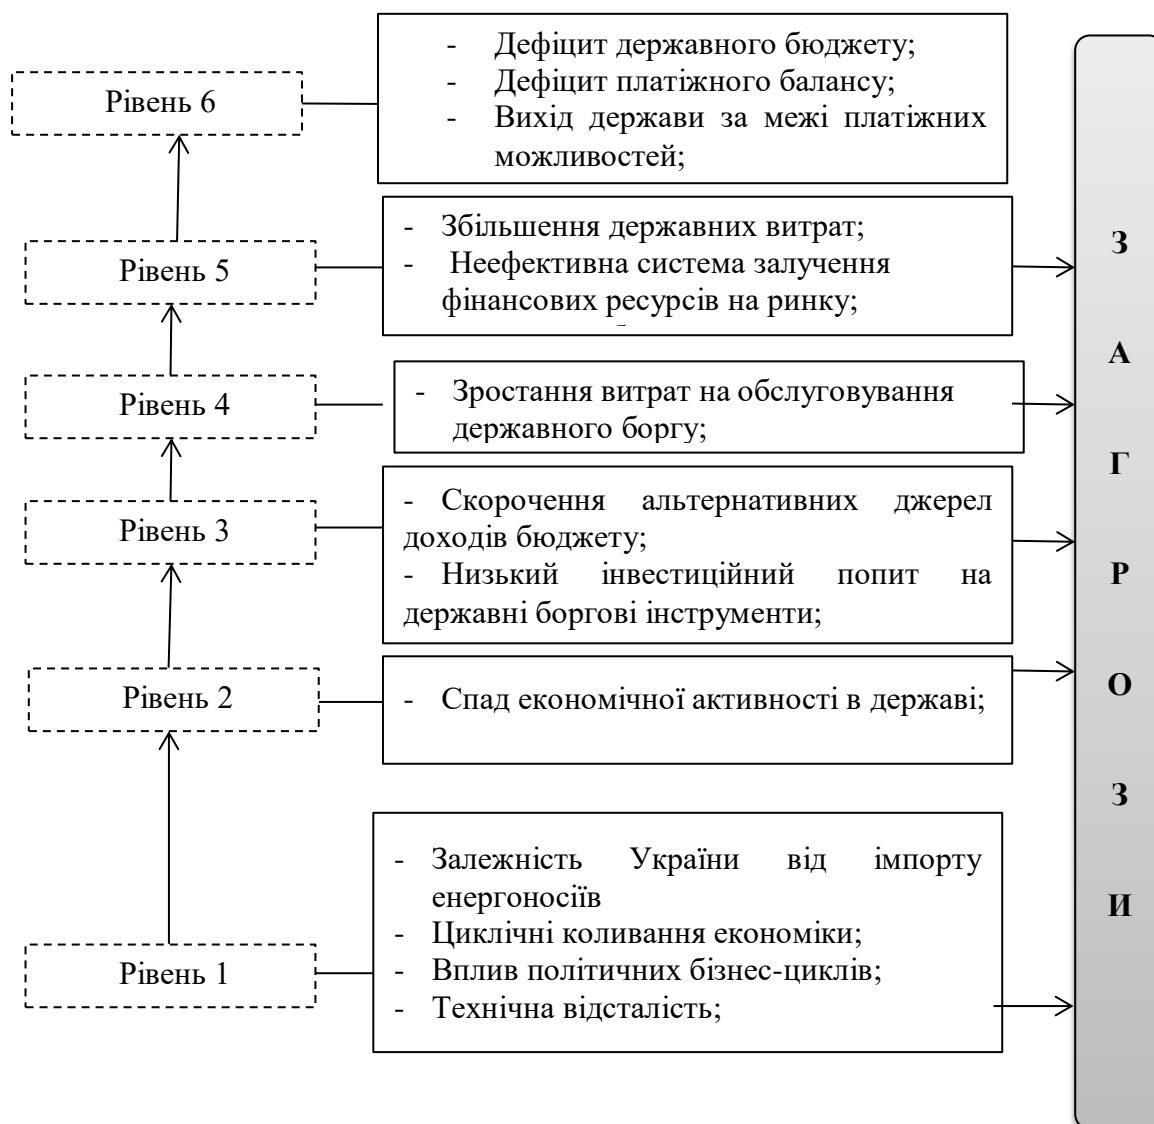 Рівень 6
- Дефіцит державного бюджету;
- Дефіцит платіжного балансу;
- Вихід держави за межі платіжних
можливостей;
Рівень 5
- Збільшення державних витрат;
- Неефективна система залучення
фінансових ресурсів на ринку;
Рівень 4
- Зростання витрат на обслуговування
державного боргу;
Рівень 3
- Скорочення альтернативних джерел
доходів бюджету;
- Низький інвестиційний попит на
державні боргові інструменти;
Рівень 2
- Спад економічної активності в державі;
Рівень 1
- Залежність України від імпорту
енергоносіїв
- Циклічні коливання економіки;
- Вплив політичних бізнес-циклів;
- Технічна відсталість;
З
А
Г
Р
О
З
И